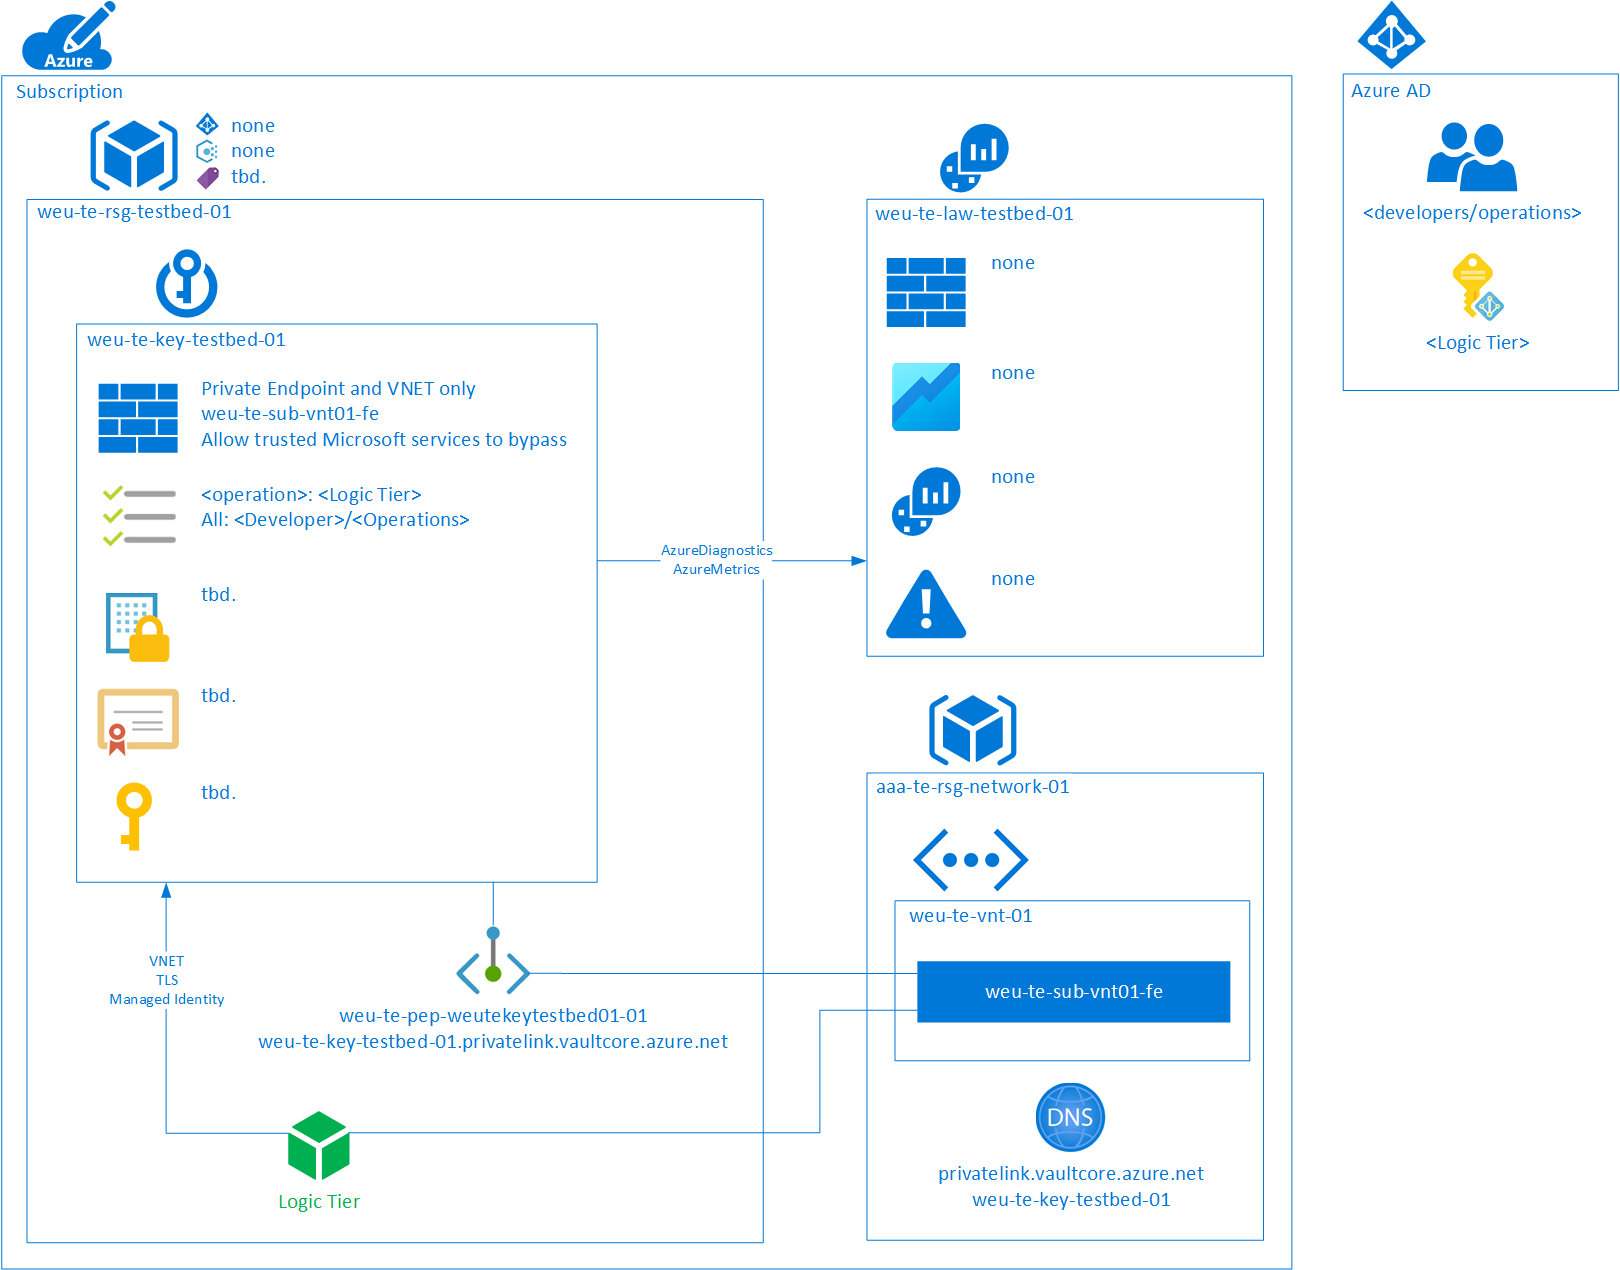 Azure
Subscription
none
none
tbd.
weu-te-rsg-testbed-01
weu-te-key-testbed-01
Private Endpoint and VNET only
weu-te-sub-vnt01-fe
Allow trusted Microsoft services to bypass
<operation>: <Logic Tier>
All: <Developer>/<Operations>
tbd.
tbd.
tbd.
AzureDiagnostics
AzureMetrics
VNET
TLS
Managed Identity
weu-te-pep-weutekeytestbed01-01
weu-te-key-testbed-01.privatelink.vaultcore.azure.net
Logic Tier
weu-te-law-testbed-01
none
none
none
none
aaa-te-rsg-network-01
weu-te-vnt-01
weu-te-sub-vnt01-fe
DNS
privatelink.vaultcore.azure.net
weu-te-key-testbed-01
Azure AD
<developers/operations>
<Logic Tier>